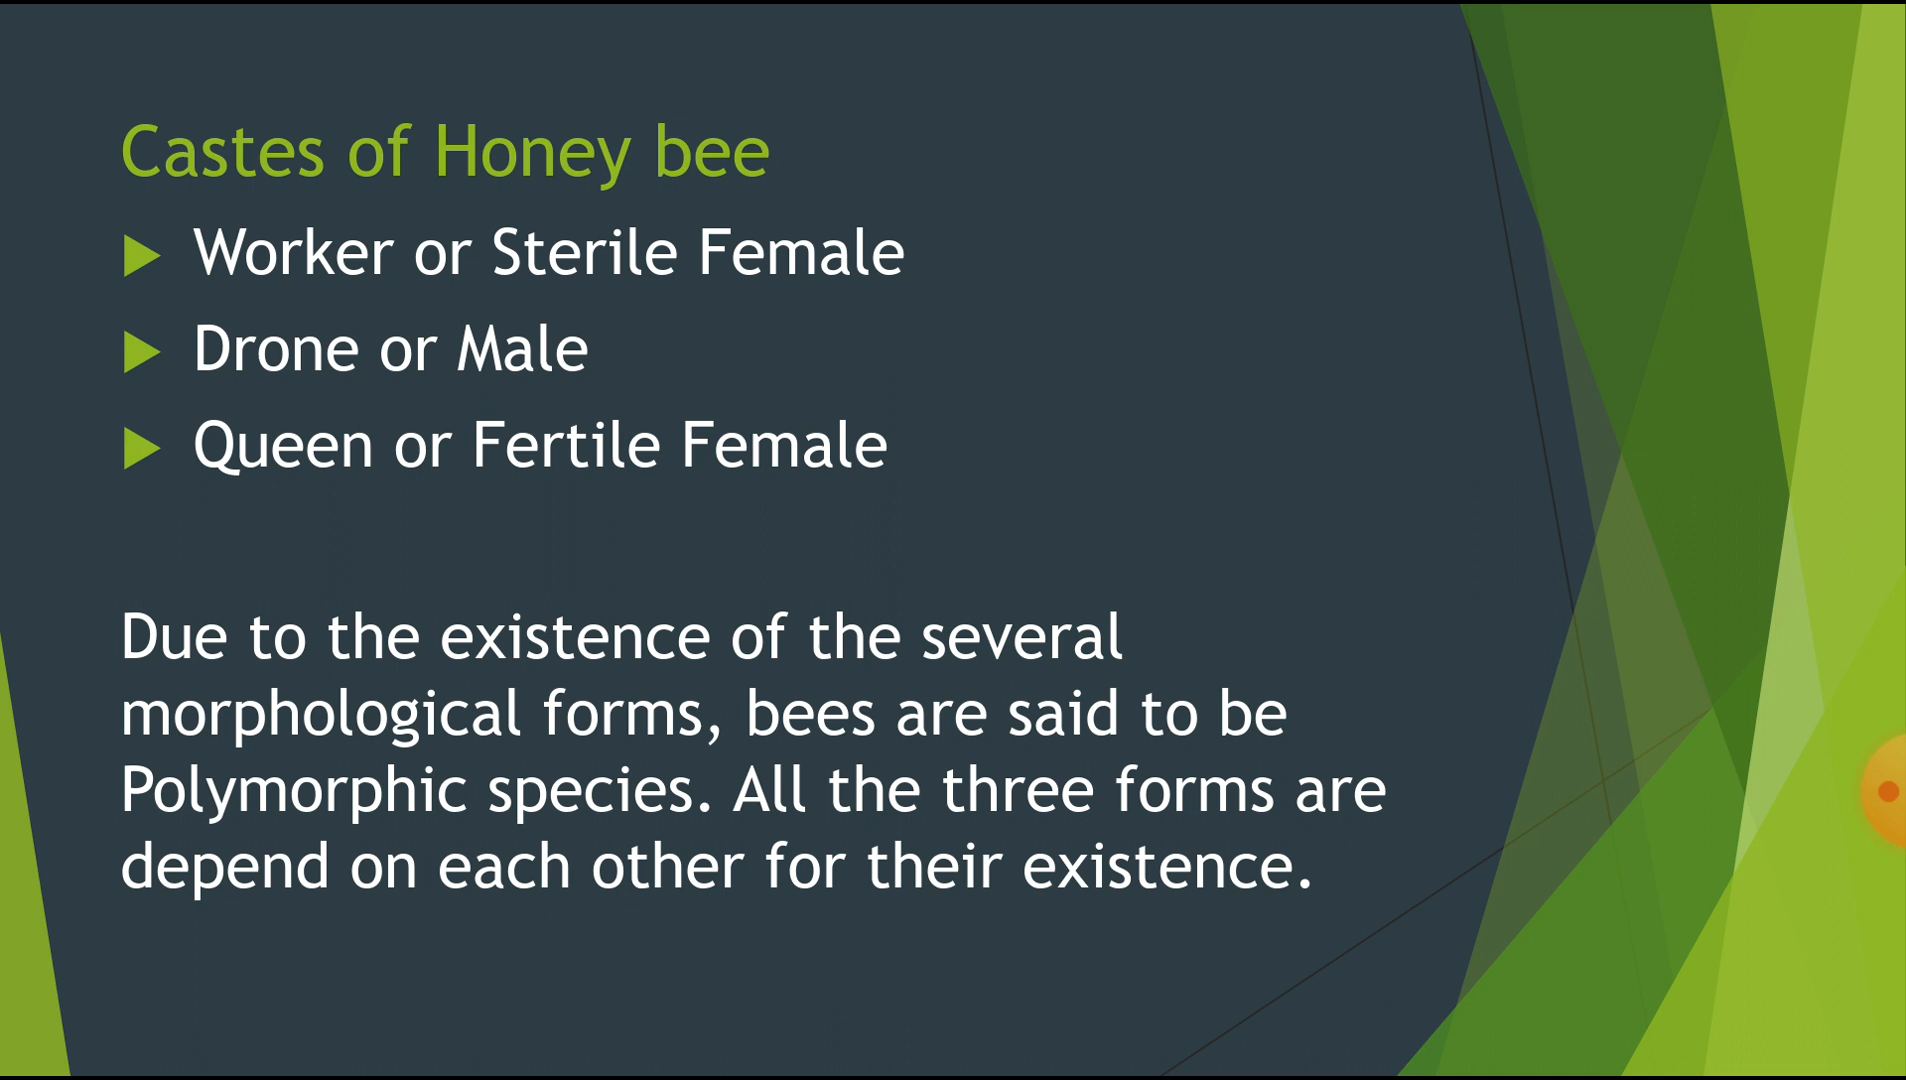 Castes of Honey bee
Worker or Sterile Female
Drone or Male
Queen or Fertile Female
Due to the existence of the several
morphological forms, bees are said to be
Polymorphic species. All the three forms are
depend on each other for their existence.